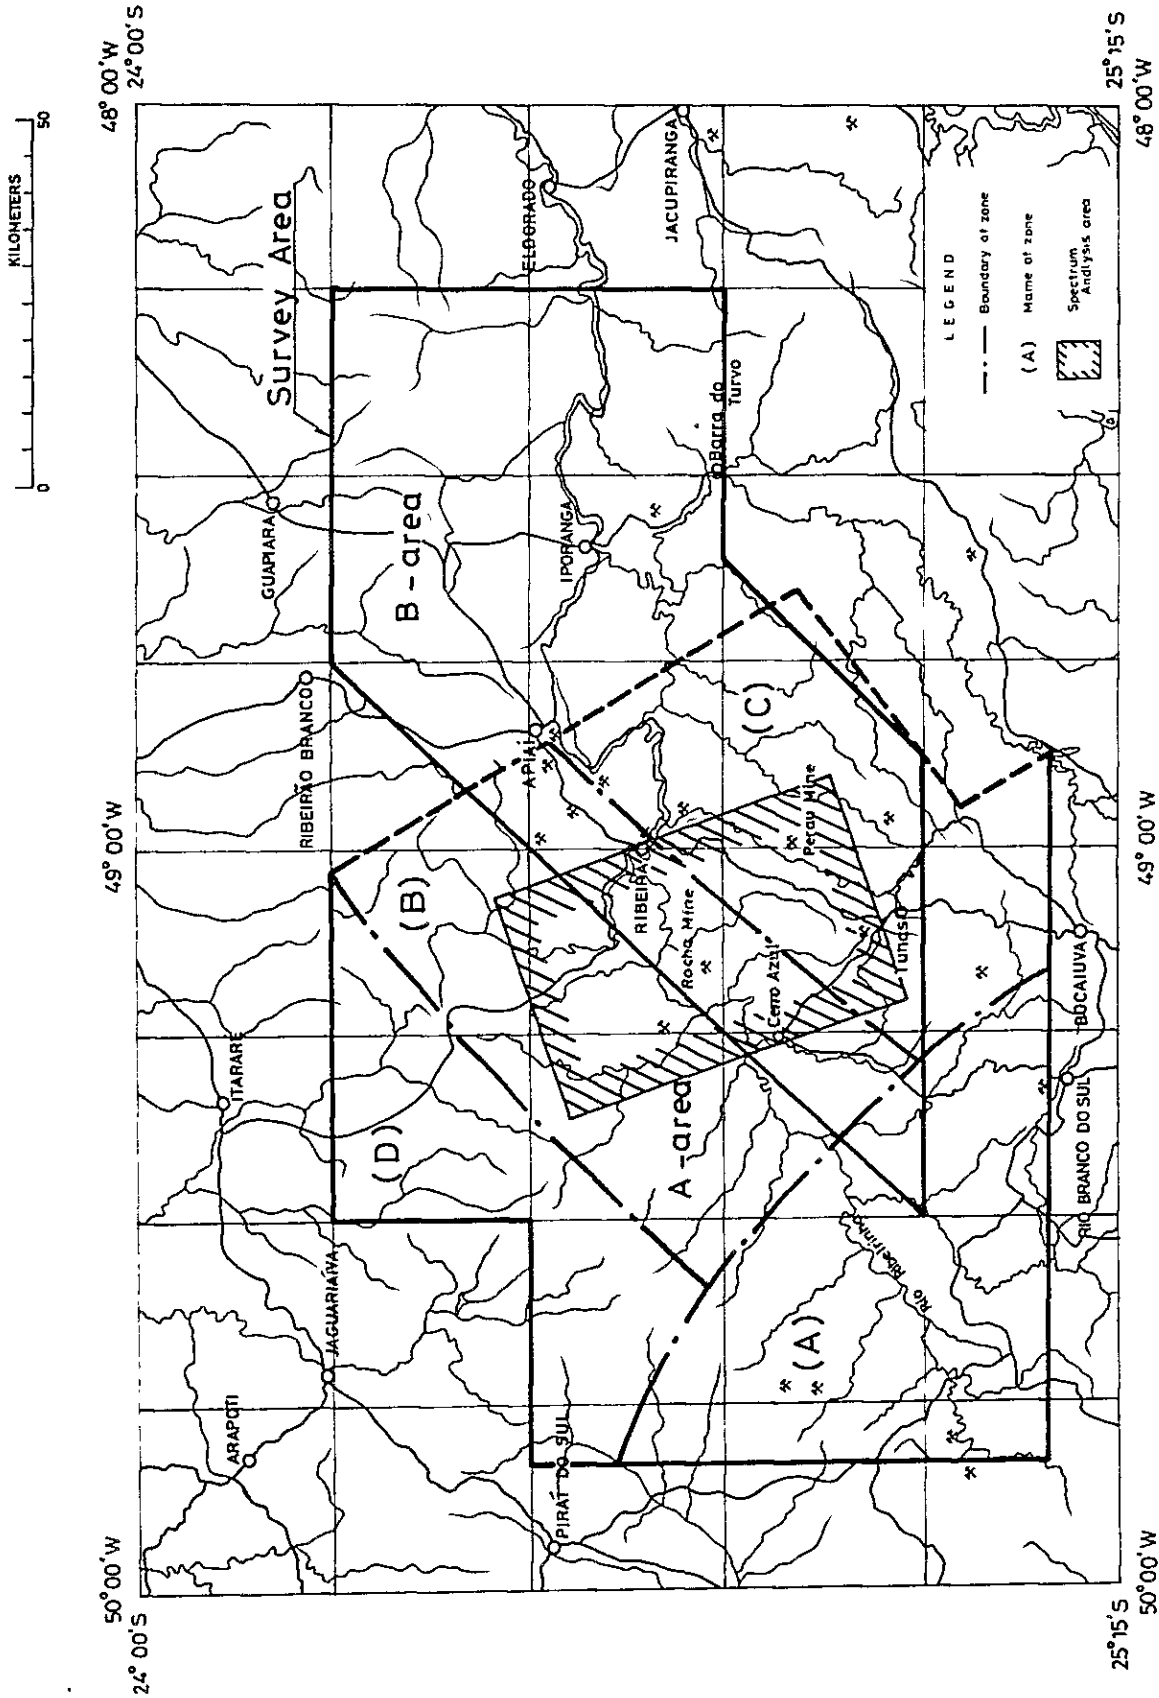 KILOMETERS
0 50
50° 00' W
49° 00' W
48° 00' W
24° 00' S
24° 00' S
Survey Area
ARAPOTI
ITARARÉ
GUAPIARA
JAGUARIAÍVA
RIBEIRÃO BRANCO
(D)
(B)
B - area
PIRAÍ DO SUL
APIAÍ
IPORANGA
ELDORADO
RIBEIRA
A - area
Rocha Mine
JACUPIRANGA
Barra do
Turvo
Cerro Azul
Perau Mine
(C)
(A)
Rio Ribeirinha
Tunas
RIO BRANCO DO SUL
BOCAIUVA
LEGEND
Boundary of zone
(A) Mame of zone
Spectrum
Analysis area
25° 15' S
25° 15' S
50° 00' W
49° 00' W
48° 00' W